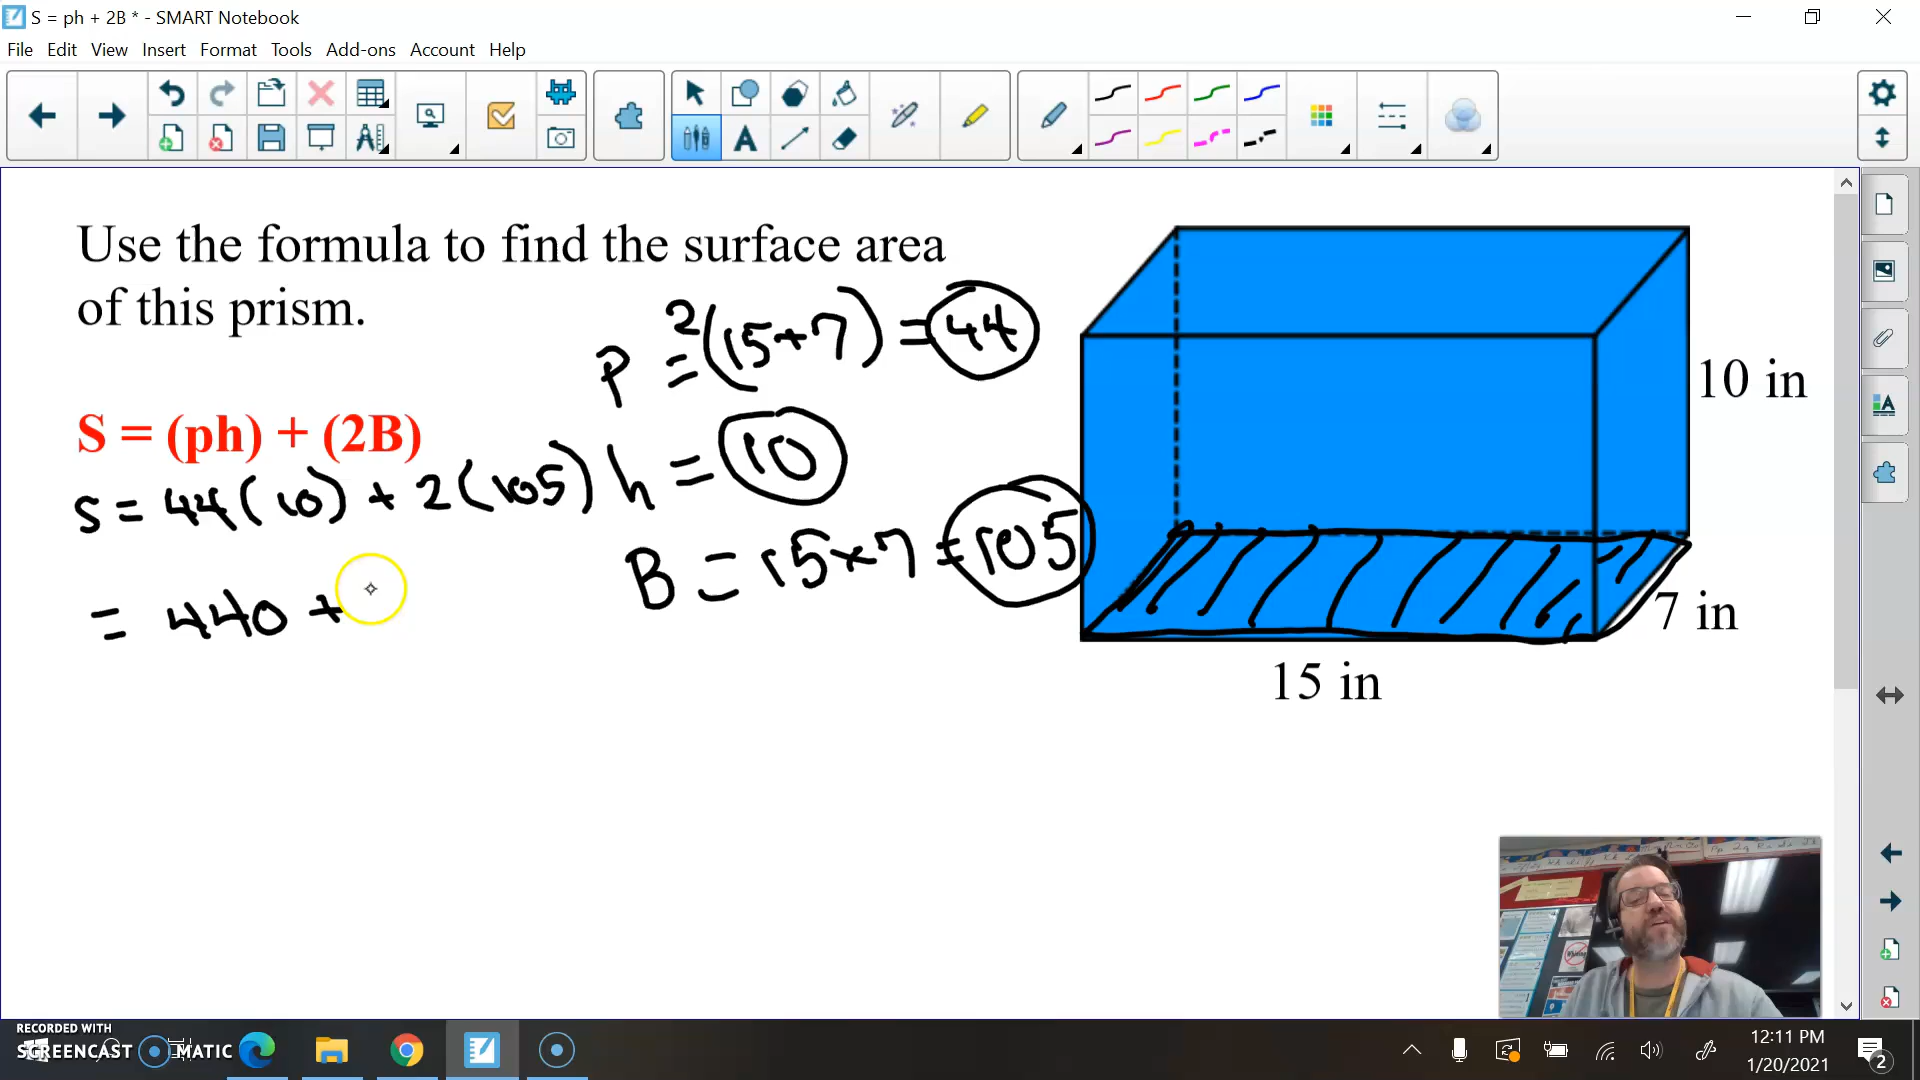 S = ph + 2B * - SMART Notebook
File Edit View Insert Format Tools Add-ons Account Help
Use the formula to find the surface area
of this prism.
P = 2(15+7) = 44
S = (ph) + (2B)
h = 10
S = 44(10) + 2(105)
B = 15×7 = 105
= 440 +
10 in
7 in
15 in
RECORDED WITH
SCREENCAST MATIC
12:11 PM
1/20/2021
2